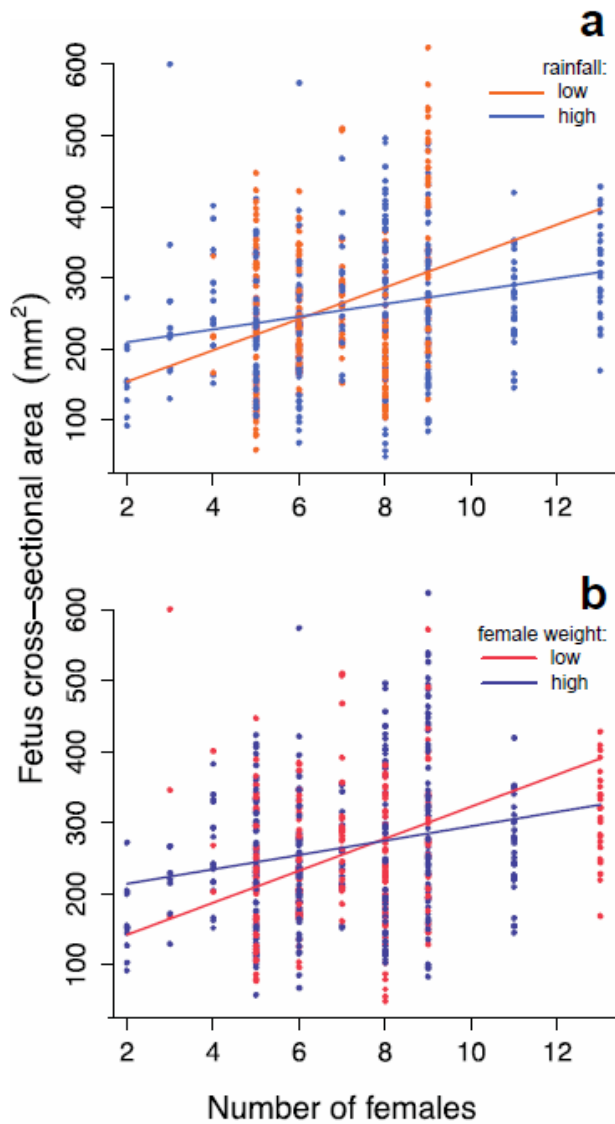 a
rainfall:
low
high
600
500
400
300
200
100
2 4 6 8 10 12
Fetus cross-sectional area (mm²)
b
female weight:
low
high
600
500
400
300
200
100
2 4 6 8 10 12
Number of females